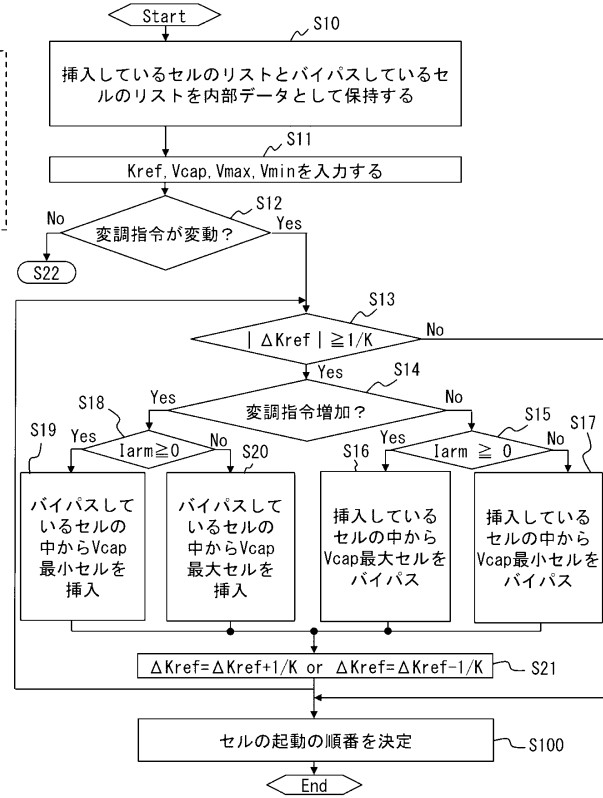 Start
S10
挿入しているセルのリストとバイパスしているセ
ルのリストを内部データとして保持する
S11
Kref,Vcap,Vmax,Vminを入力する
S12
No
変調指令が変動？
Yes
S22
S13
｜ΔKref｜≧1/K
No
Yes
S14
Yes
変調指令増加？
No
S18
S15
S19
Yes
Iarm≧0
No
S20
S16
Yes
Iarm ≧ 0
No
S17
バイパスして
いるセルの
中からVcap
最小セルを
挿入
バイパスして
いるセルの
中からVcap
最大セルを
挿入
挿入している
セルの中から
Vcap最大セルを
バイパス
挿入している
セルの中から
Vcap最小セルを
バイパス
ΔKref=ΔKref+1/K or ΔKref=ΔKref-1/K
S21
セルの起動の順番を決定
S100
End